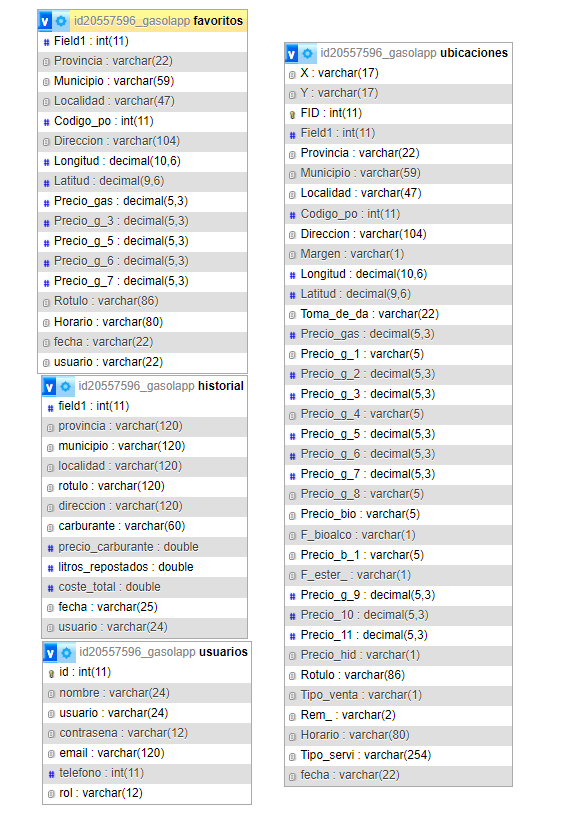 id20557596_gasolapp favoritos
Field1 : int(11)
Provincia : varchar(22)
Municipio : varchar(59)
Localidad : varchar(47)
Codigo_po : int(11)
Direccion : varchar(104)
Longitud : decimal(10,6)
Latitud : decimal(9,6)
Precio_gas : decimal(5,3)
Precio_g_3 : decimal(5,3)
Precio_g_5 : decimal(5,3)
Precio_g_6 : decimal(5,3)
Precio_g_7 : decimal(5,3)
Rotulo : varchar(86)
Horario : varchar(80)
fecha : varchar(22)
usuario : varchar(22)
id20557596_gasolapp historial
field1 : int(11)
provincia : varchar(120)
municipio : varchar(120)
localidad : varchar(120)
rotulo : varchar(120)
direccion : varchar(120)
carburante : varchar(60)
precio_carburante : double
litros_repostados : double
coste_total : double
fecha : varchar(25)
usuario : varchar(24)
id20557596_gasolapp usuarios
id : int(11)
nombre : varchar(24)
usuario : varchar(24)
contrasena : varchar(12)
email : varchar(120)
telefono : int(11)
rol : varchar(12)
id20557596_gasolapp ubicaciones
X : varchar(17)
Y : varchar(17)
FID : int(11)
Field1 : int(11)
Provincia : varchar(22)
Municipio : varchar(59)
Localidad : varchar(47)
Codigo_po : int(11)
Direccion : varchar(104)
Margen : varchar(1)
Longitud : decimal(10,6)
Latitud : decimal(9,6)
Toma_de_da : varchar(22)
Precio_gas : decimal(5,3)
Precio_g_1 : varchar(5)
Precio_g_2 : decimal(5,3)
Precio_g_3 : decimal(5,3)
Precio_g_4 : varchar(5)
Precio_g_5 : decimal(5,3)
Precio_g_6 : decimal(5,3)
Precio_g_7 : decimal(5,3)
Precio_g_8 : varchar(5)
Precio_bio : varchar(5)
F_bioalco : varchar(1)
Precio_b_1 : varchar(5)
F_ester_ : varchar(1)
Precio_g_9 : decimal(5,3)
Precio_10 : decimal(5,3)
Precio_11 : decimal(5,3)
Precio_hid : varchar(1)
Rotulo : varchar(86)
Tipo_venta : varchar(1)
Rem_ : varchar(2)
Horario : varchar(80)
Tipo_servi : varchar(254)
fecha : varchar(22)